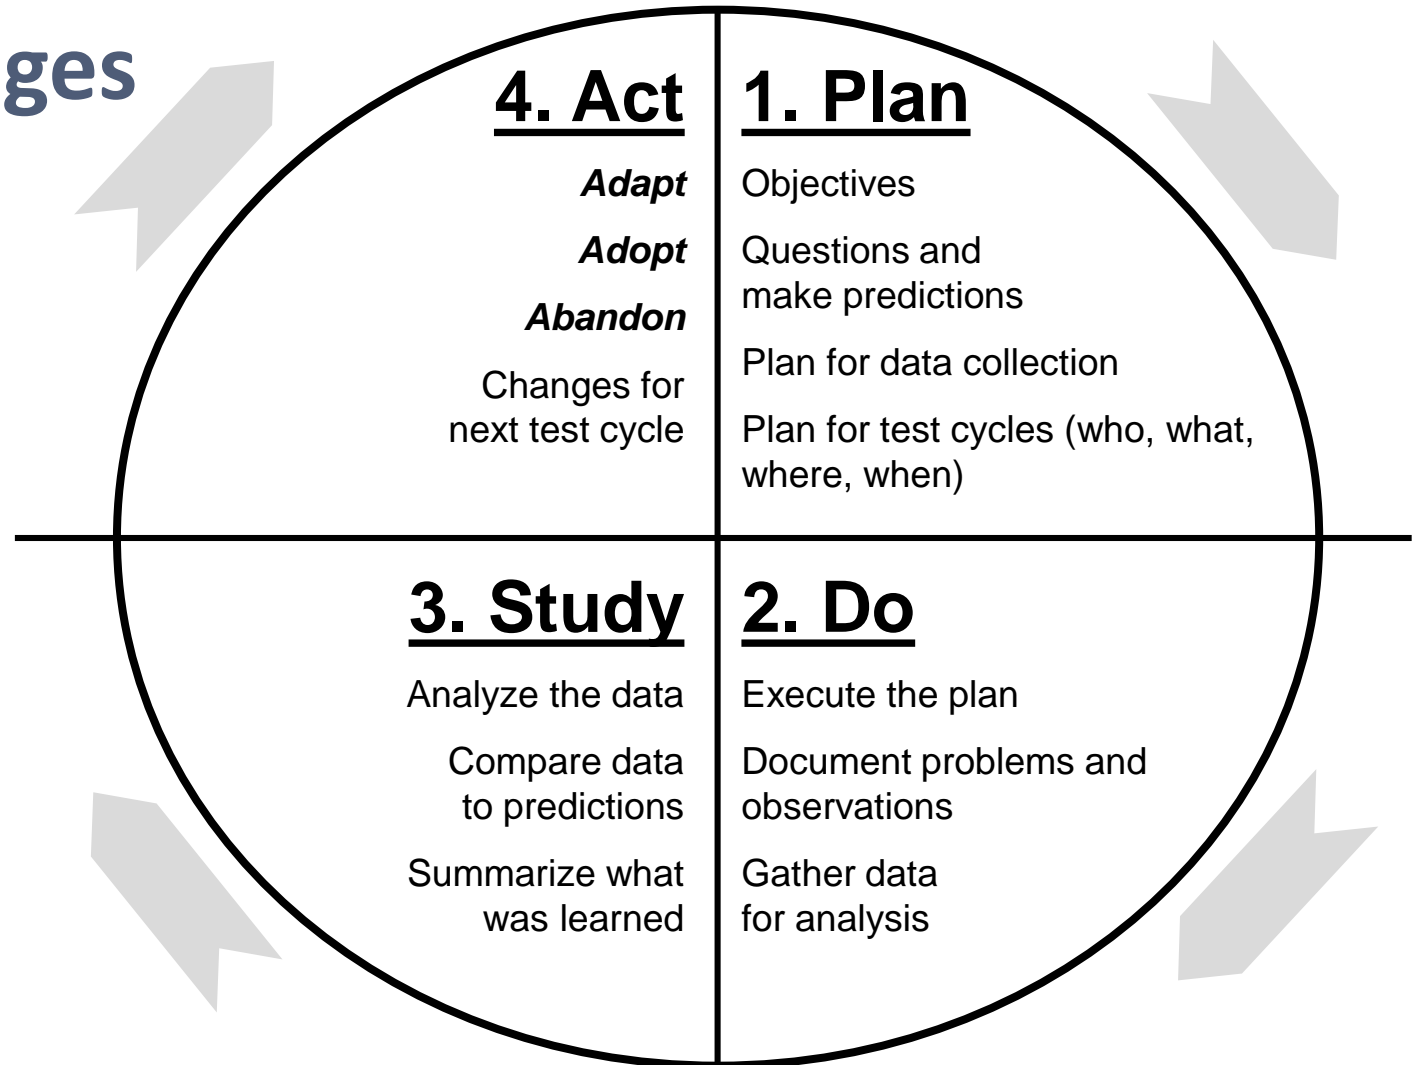 ges
4. Act
Adapt
Adopt
Abandon
Changes for
next test cycle
1. Plan
Objectives
Questions and
make predictions
Plan for data collection
Plan for test cycles (who, what,
where, when)
3. Study
Analyze the data
Compare data
to predictions
Summarize what
was learned
2. Do
Execute the plan
Document problems and
observations
Gather data
for analysis